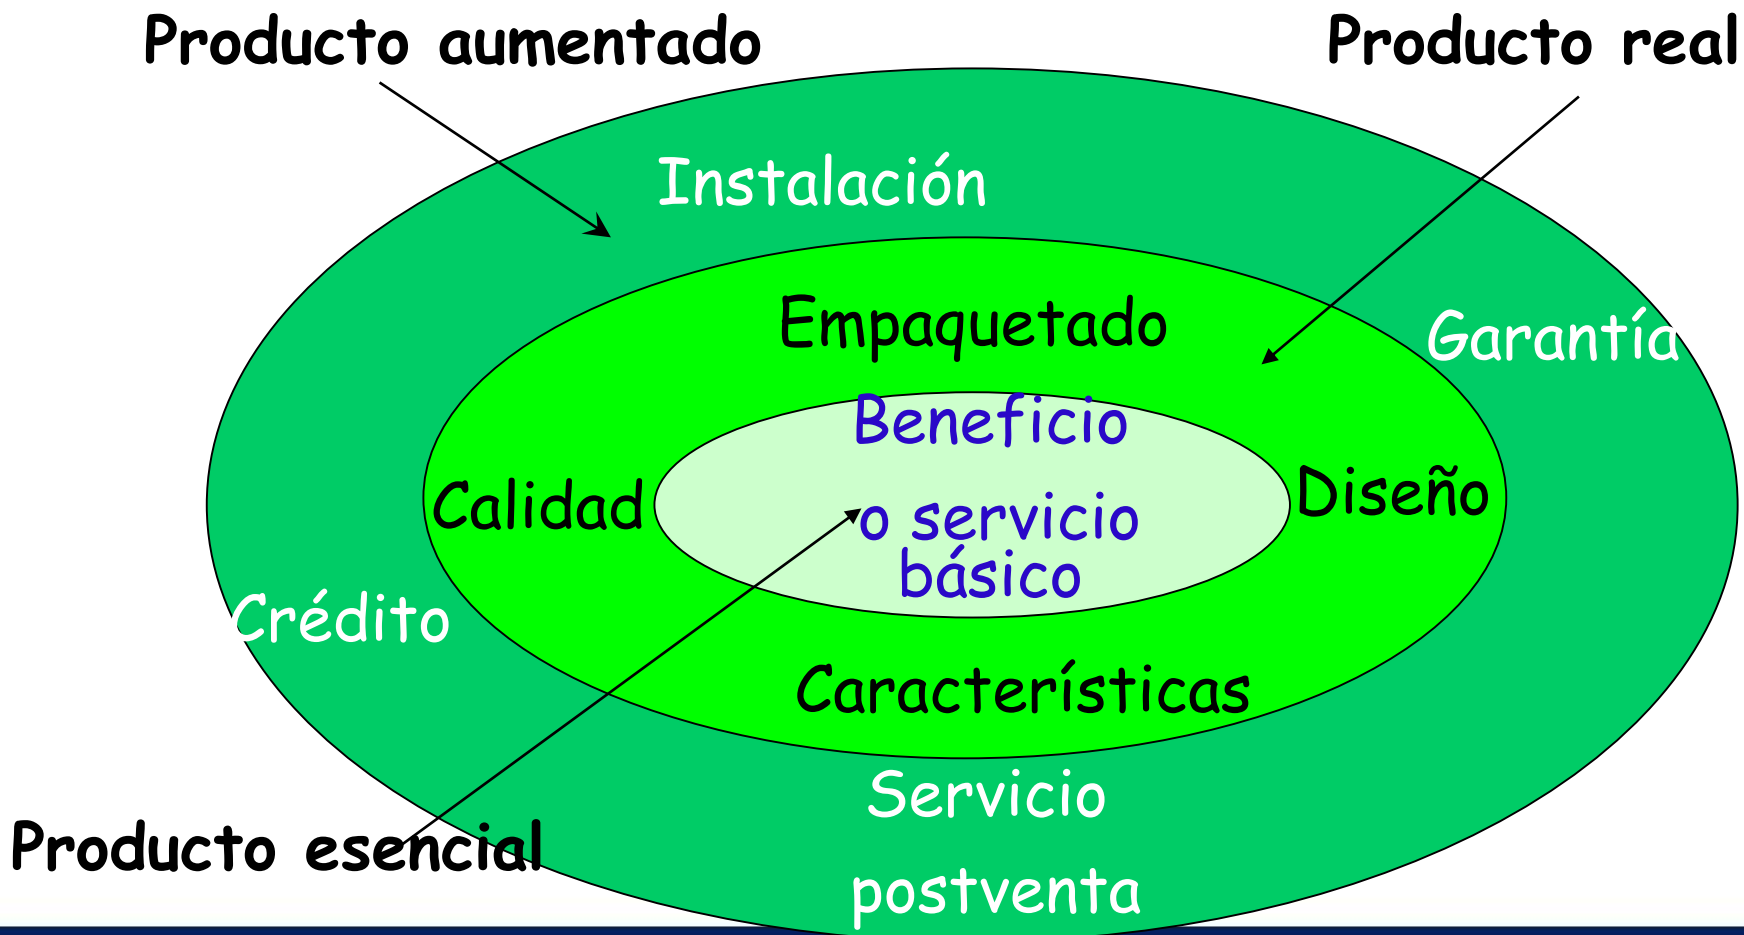 Producto aumentado
Producto real
Instalación
Empaquetado
Garantía
Beneficio
o servicio
básico
Calidad
Diseño
Crédito
Características
Servicio
postventa
Producto esencial